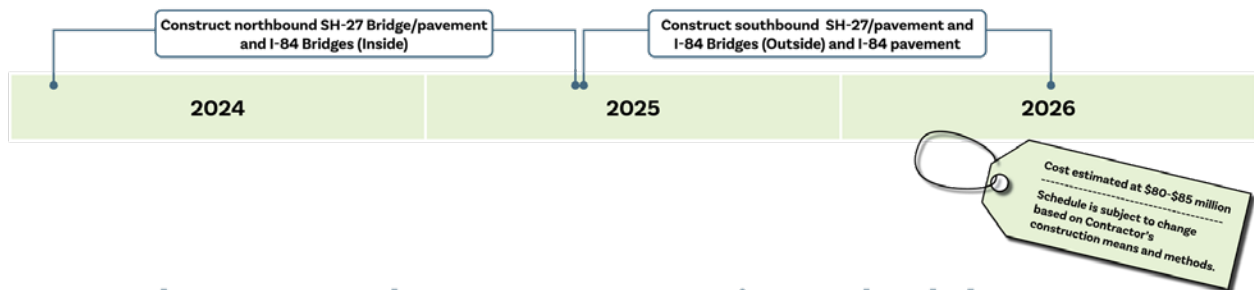 Construct northbound SH-27 Bridge/pavement
and I-84 Bridges (Inside)
Construct southbound SH-27/pavement and
I-84 Bridges (Outside) and I-84 pavement
2024
2025
2026
Cost estimated at $80-$85 million
Schedule is subject to change
based on Contractor's
construction means and methods.